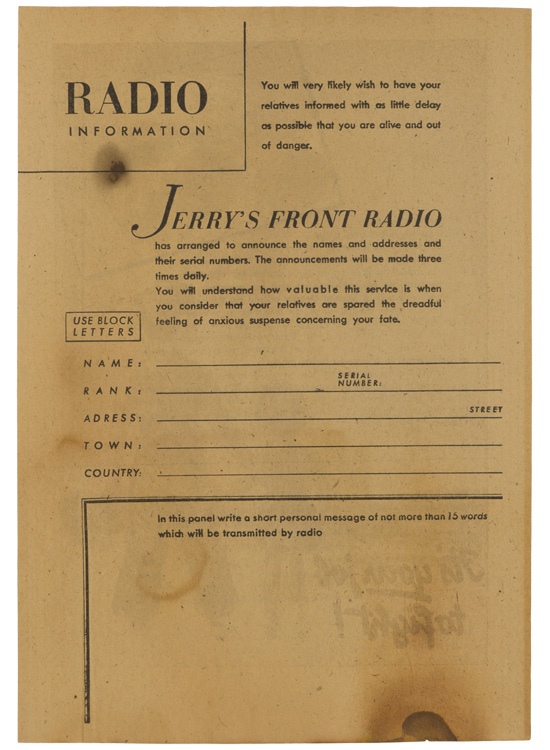 RADIO
INFORMATION
You will very likely wish to have your
relatives informed with as little delay
as possible that you are alive and out
of danger.
JERRY'S FRONT RADIO
has arranged to announce the names and addresses and
their serial numbers. The announcements will be made three
times daily.
You will understand how valuable this service is when
you consider that your relatives are spared the dreadful
feeling of anxious suspense concerning your fate.
USE BLOCK
LETTERS
NAME:
SERIAL
NUMBER:
RANK:
STREET
ADRESS:
TOWN:
COUNTRY:
In this panel write a short personal message of not more than 15 words
which will be transmitted by radio
It's your job
to fight!